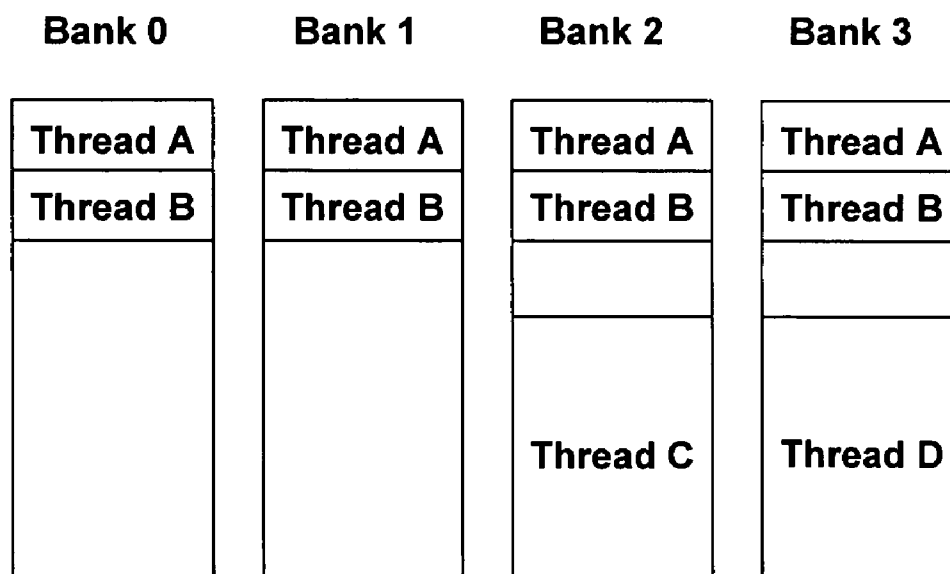 Bank 0 Bank 1 Bank 2 Bank 3
Thread A Thread A Thread A Thread A
Thread B Thread B Thread B Thread B
Thread C Thread D